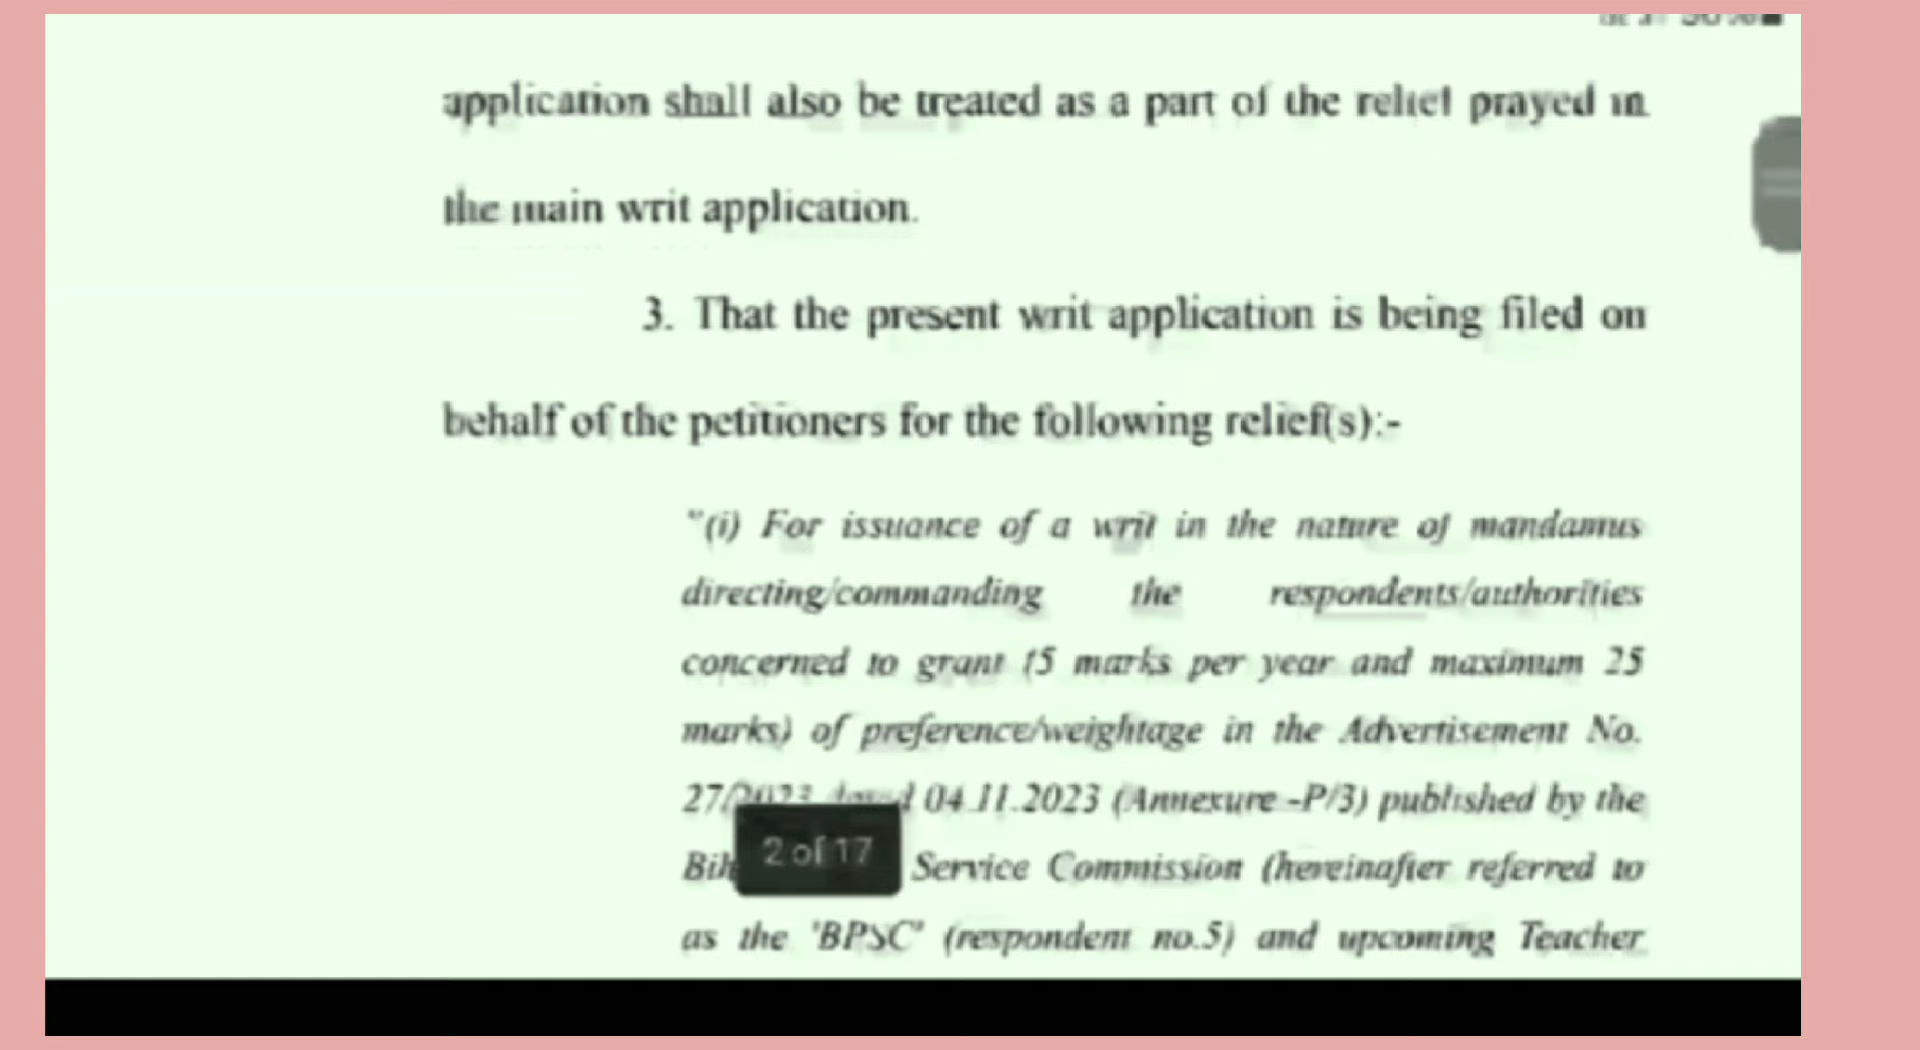 application shall also be treated as a part of the relief prayed in
the main writ application.
3. That the present writ application is being filed on
behalf of the petitioners for the following relief(s):-
"(i) For issuance of a writ in the nature of mandamus
directing/commanding the respondents/authorities
concerned to grant (5 marks per year and maximum 25
marks) of preference/weightage in the Advertisement No.
27/2023 dated 04.11.2023 (Annexure -P/3) published by the
Service Commission (hereinafter referred to
as the 'BPSC' (respondent no.5) and upcoming Teacher
2 of 17